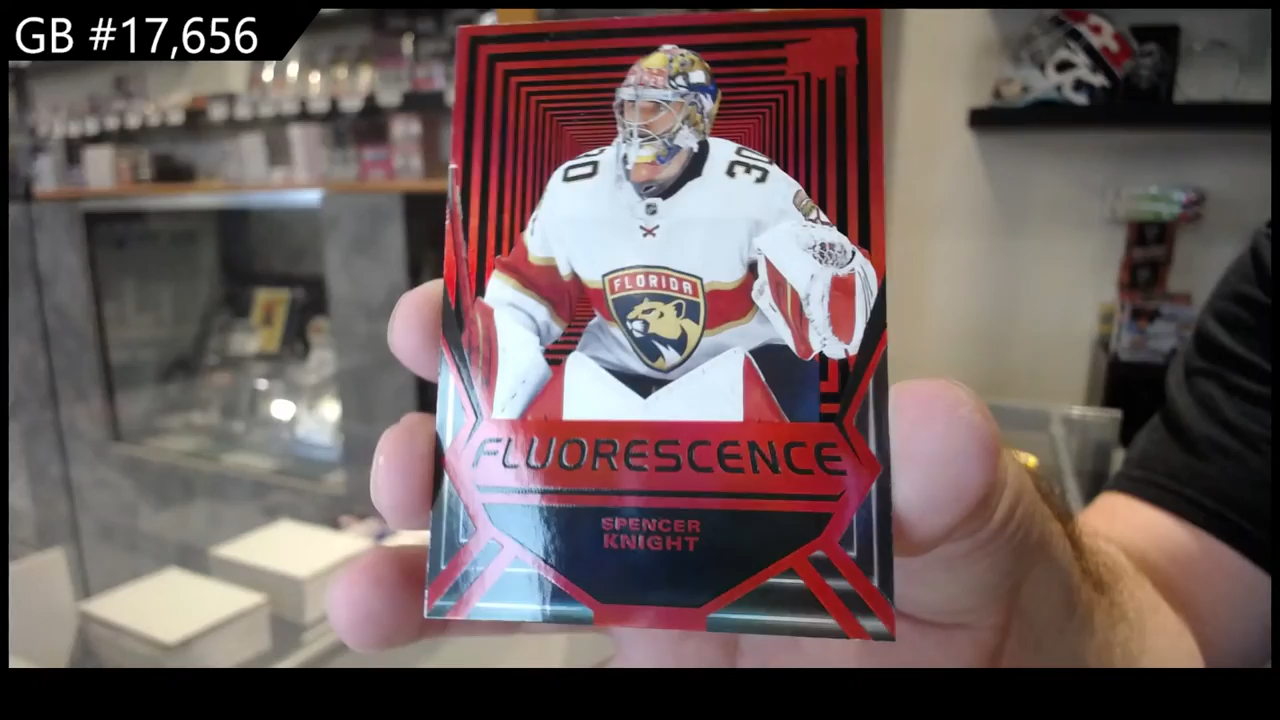 GB #17,656
30
30
FLORIDA
FLUORESCENCE
SPENCER
KNIGHT